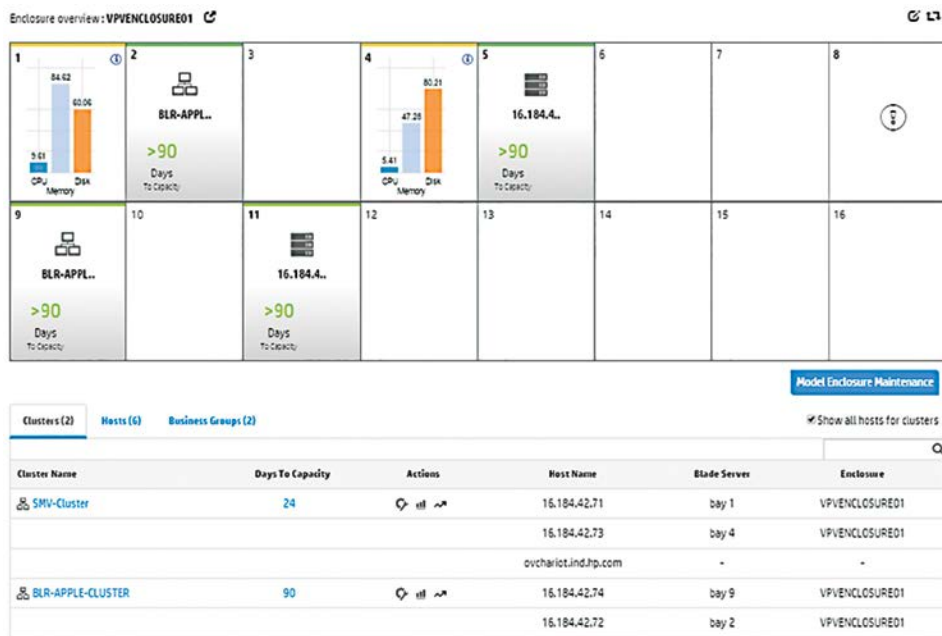 Enclosure overview : VPVENCLOSURE01
1
84.62
60.06
9.61
CPU
Disk
Memory
2
BLR-APPL..
>90
Days
To Capacity
3
4
80.21
47.28
5.41
CPU
Disk
Memory
5
16.184.4..
>90
Days
To Capacity
6
7
8
9
BLR-APPL..
>90
Days
To Capacity
10
11
16.184.4..
>90
Days
To Capacity
12
13
14
15
16
Model Enclosure Maintenance
Clusters (2) Hosts (6) Business Groups (2)
Show all hosts for clusters
Cluster Name Days To Capacity Actions Host Name Blade Server Enclosure
SMV-Cluster 24 16.184.42.71 bay 1 VPVENCLOSURE01
16.184.42.73 bay 4 VPVENCLOSURE01
ovchariot.ind.hp.com - -
BLR-APPLE-CLUSTER 90 16.184.42.74 bay 9 VPVENCLOSURE01
16.184.42.72 bay 2 VPVENCLOSURE01